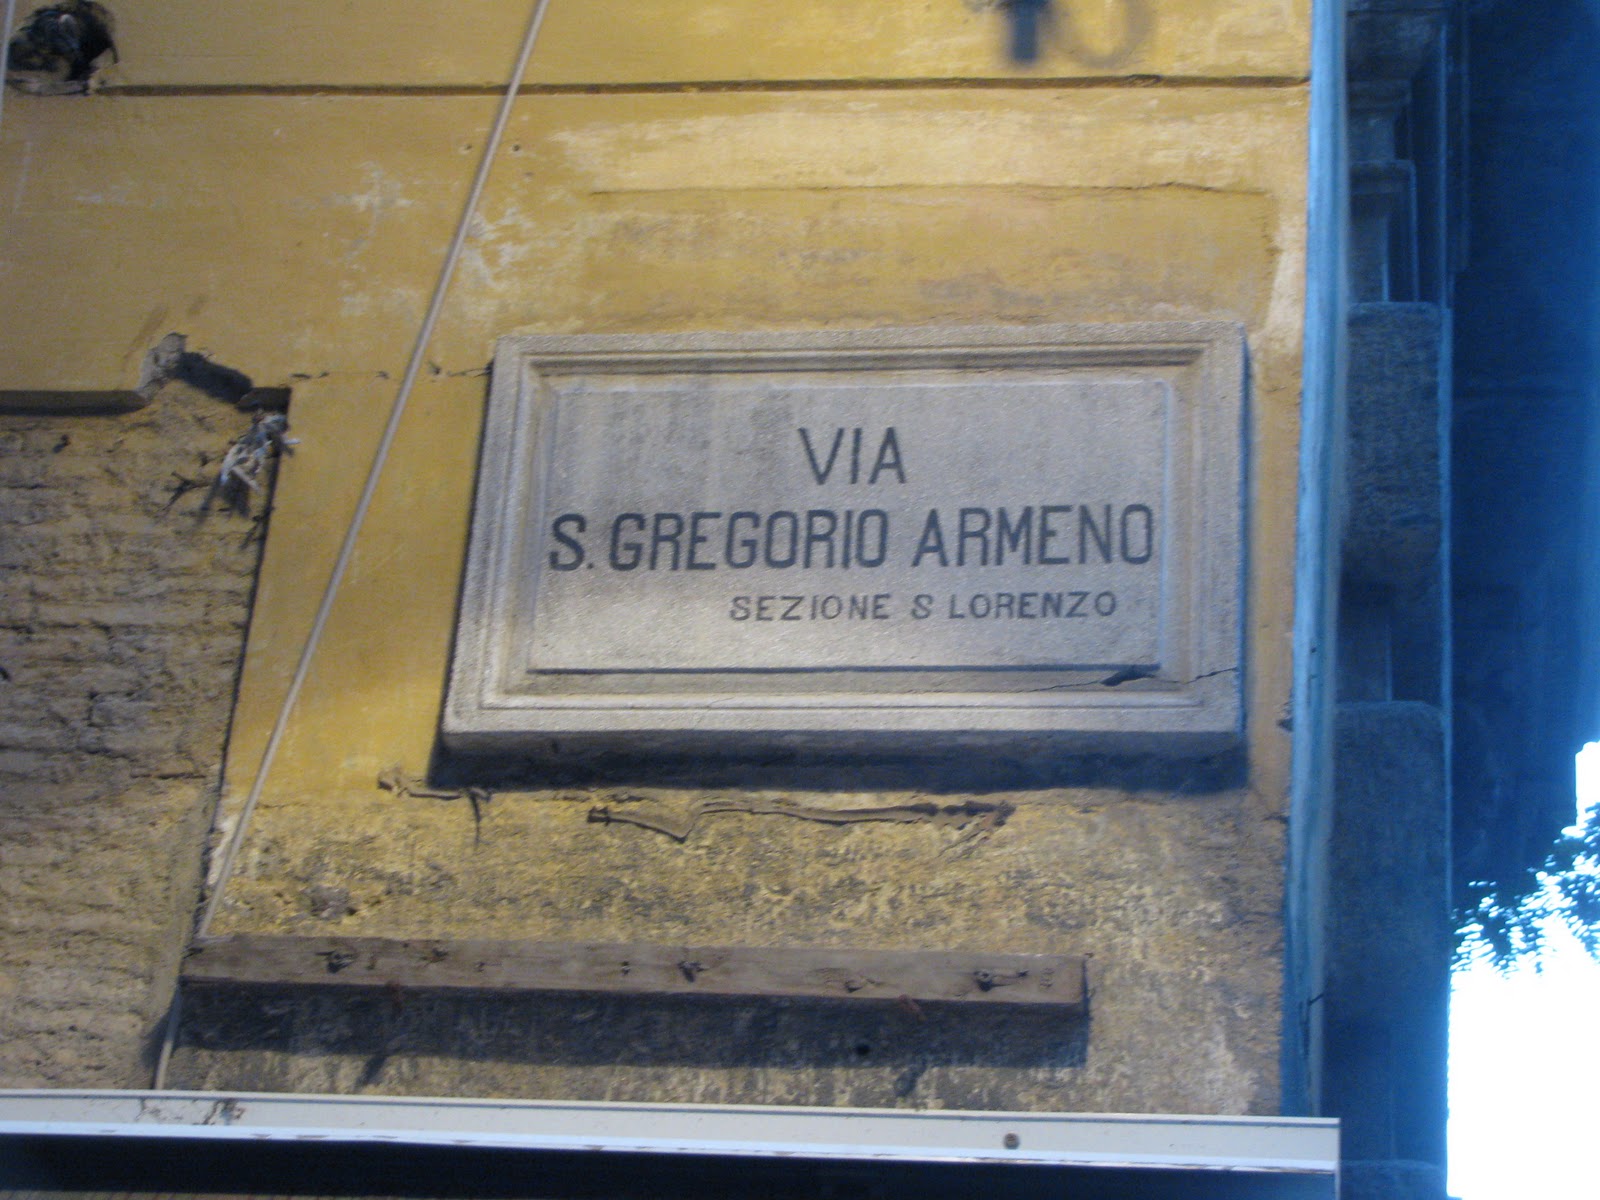 VIA
S. GREGORIO ARMENO
SEZIONE S LORENZO